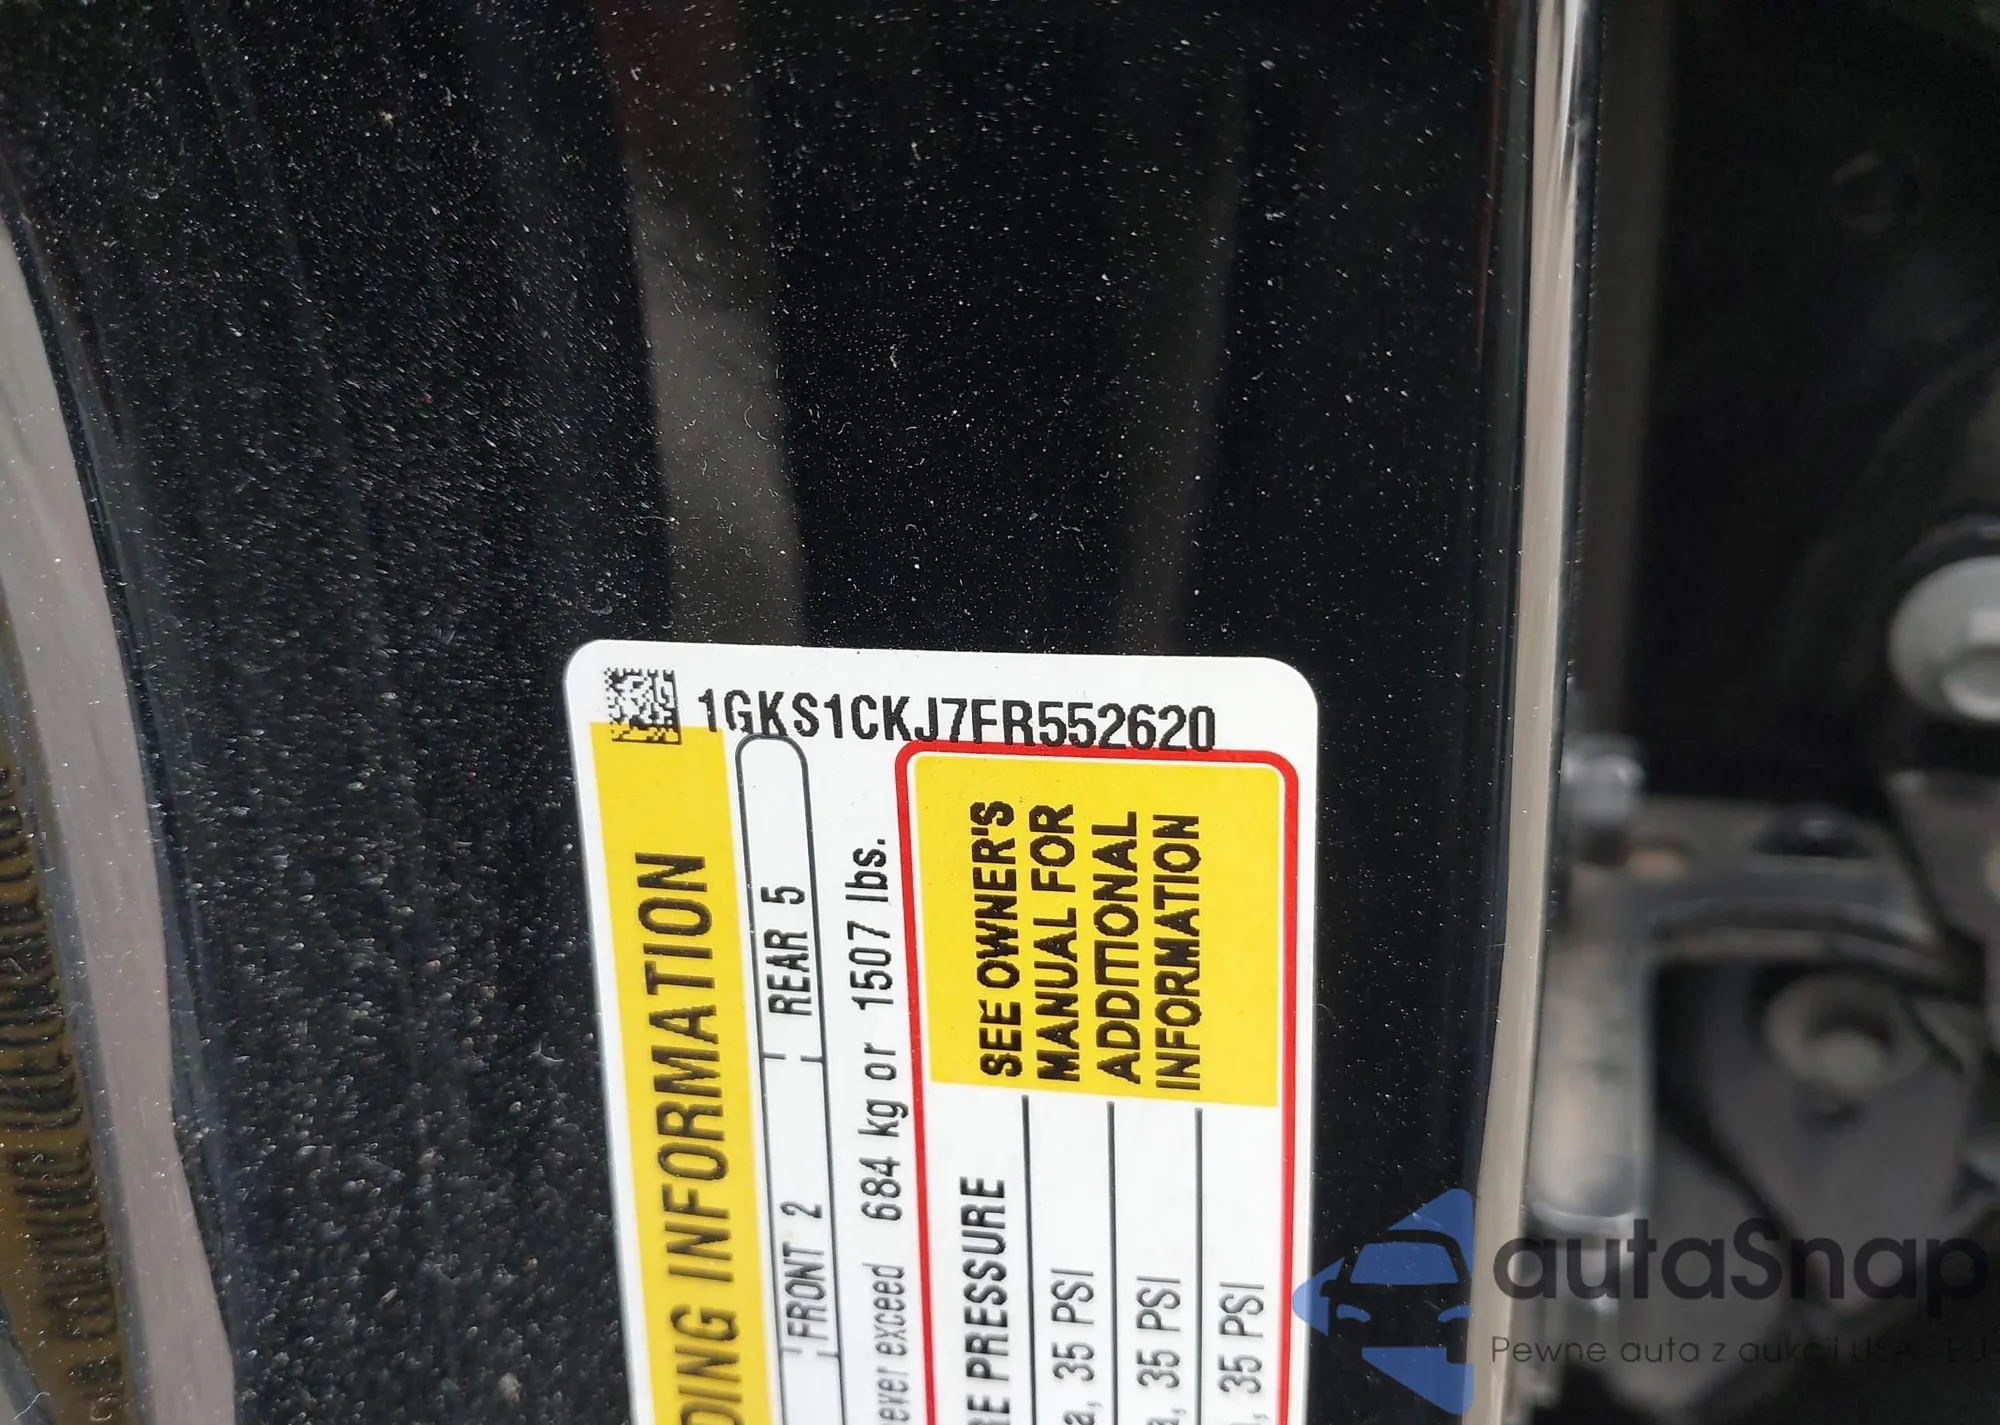 1GKS1CKJ7FR552620
DING INFORMATION
FRONT 2 REAR 5
ever exceed 684 kg or 1507 lbs.
SEE OWNER'S
MANUAL FOR
ADDITIONAL
INFORMATION
RE PRESSURE
a, 35 PSI
a, 35 PSI
, 35 PSI
autaSnap
Pewne auta z aukcji USA